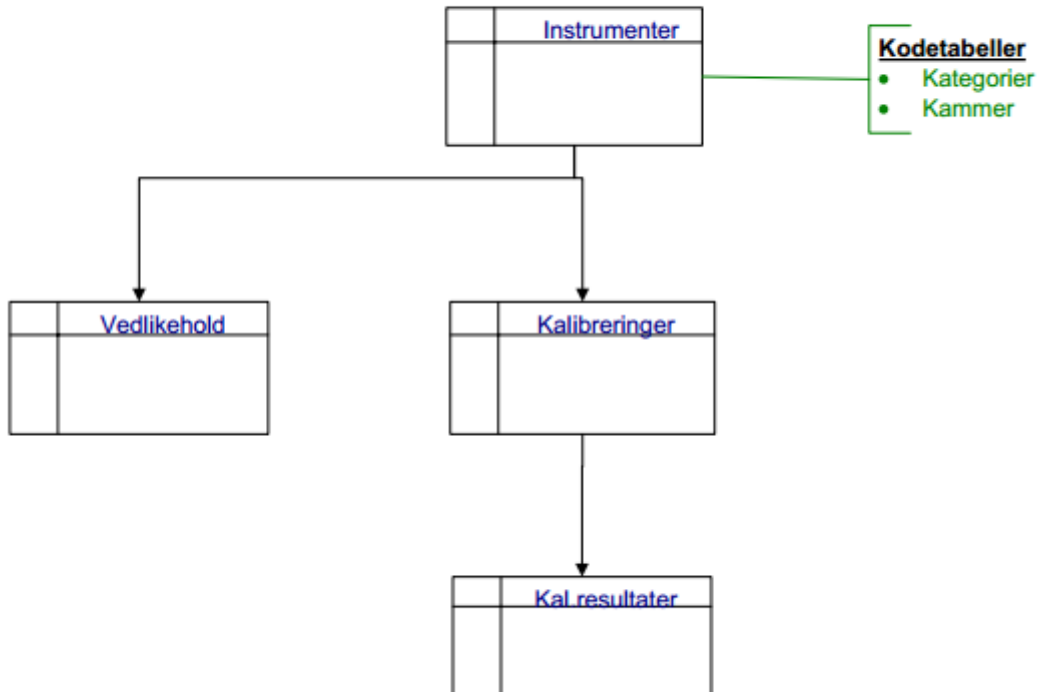 Instrumenter
Kodetabeller
• Kategorier
• Kammer
Vedlikehold
Kalibreringer
Kal.resultater